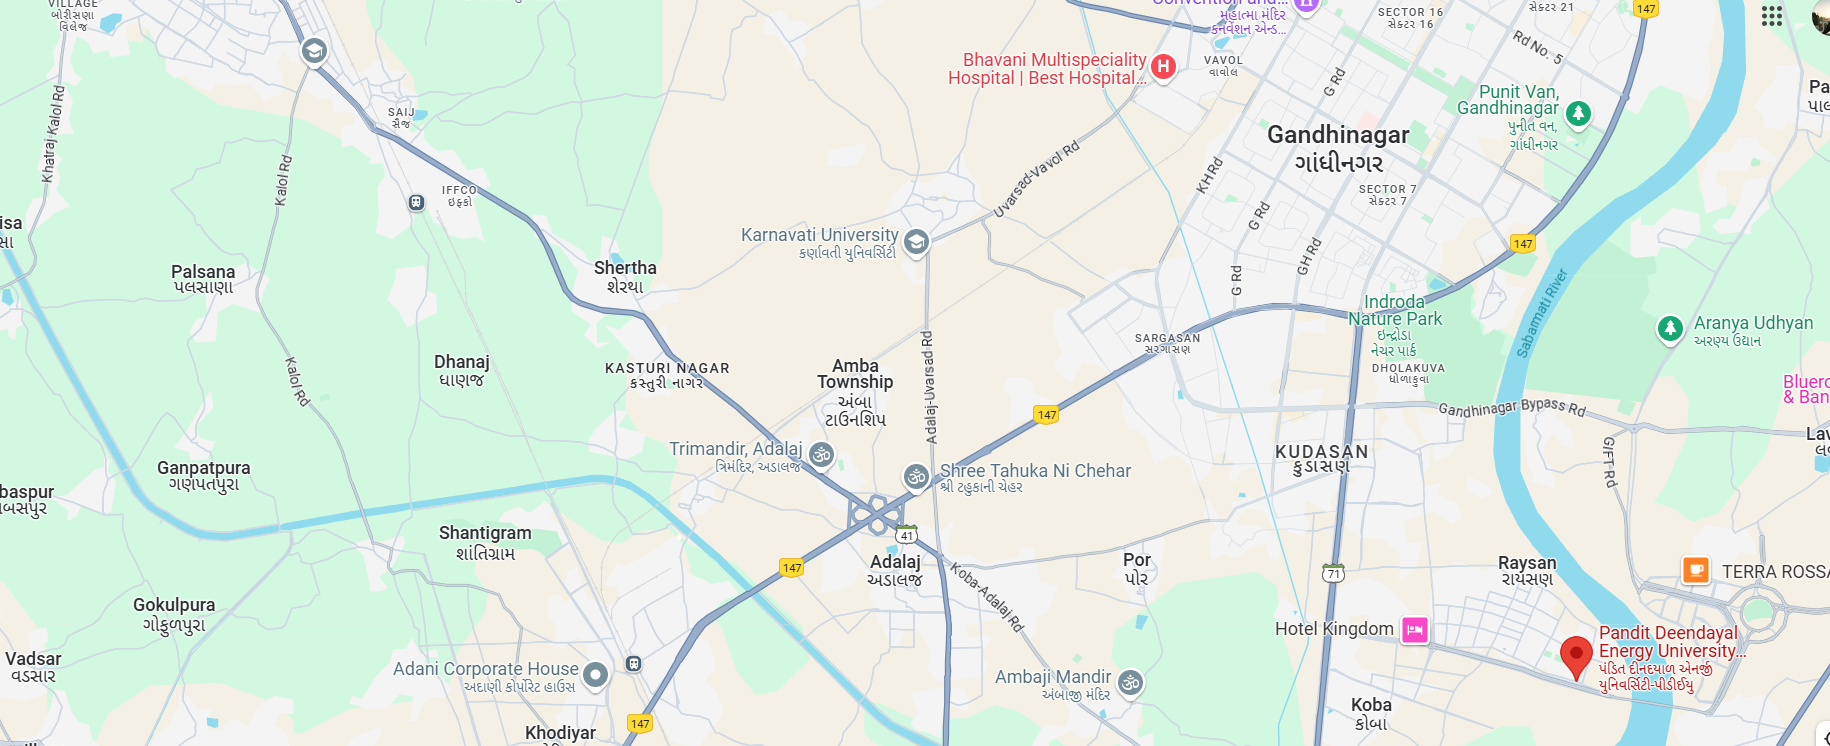 VILLAGE
બોરીસણા
વિલેજ
મહાત્મા મંદિર
કન્વેંશન એન્ડ...
SECTOR 16
સેક્ટર 16
સેક્ટર 21
147
Rd No. 5
Bhavani Multispeciality
Hospital | Best Hospital...
H
VAVOL
વાવોલ
G Rd
Punit Van,
Gandhinagar
પુનીત વન,
ગાંધીનગર
Khatraj Kalol Rd
SAIJ
સૈજ
Kalol Rd
IFFCO
ઇફ્કો
Uvarsad-Vavol Rd
KH Rd
Gandhinagar
ગાંધીનગર
SECTOR 7
સેક્ટર 7
G Rd
GH Rd
G Rd
147
Karnavati University
કર્ણાવતી યુનિવર્સિટી
Palsana
પલસાણા
Shertha
શેરથા
Indroda
Nature Park
ઇન્દ્રોડા
નેચર પાર્ક
Sabarmati River
Aranya Udhyan
અરણ્ય ઉદ્યાન
SARGASAN
સરગાસણ
DHOLAKUVA
ધોળાકુવા
Dhanaj
ધાણજ
KASTURI NAGAR
કસ્તુરી નાગર
Amba
Township
અંબા
ટાઉનશિપ
Adalaj-Uvarsad Rd
Kalol Rd
147
Gandhinagar Bypass Rd
GIFT Rd
Trimandir, Adalaj
ત્રિમંદિર, અડાલજ
Shree Tahuka Ni Chehar
શ્રી ટહુકાની ચેહર
KUDASAN
કુડાસણ
Ganpatpura
ગણપતપુરા
Shantigram
શાંતિગ્રામ
41
147
Adalaj
અડાલજ
Koba-Adalaj Rd
Por
પોર
71
Raysan
રાયસણ
TERRA ROSSA
Gokulpura
ગોકુળપુરા
Hotel Kingdom
Pandit Deendayal
Energy University...
પંડિત દીનદયાળ એનર્જી
યુનિવર્સિટી-પીડીઈયુ
Vadsar
વડસાર
Adani Corporate House
અદાણી કોર્પોરેટ હાઉસ
Ambaji Mandir
અંબાજી મંદિર
Koba
કોબા
147
Khodiyar